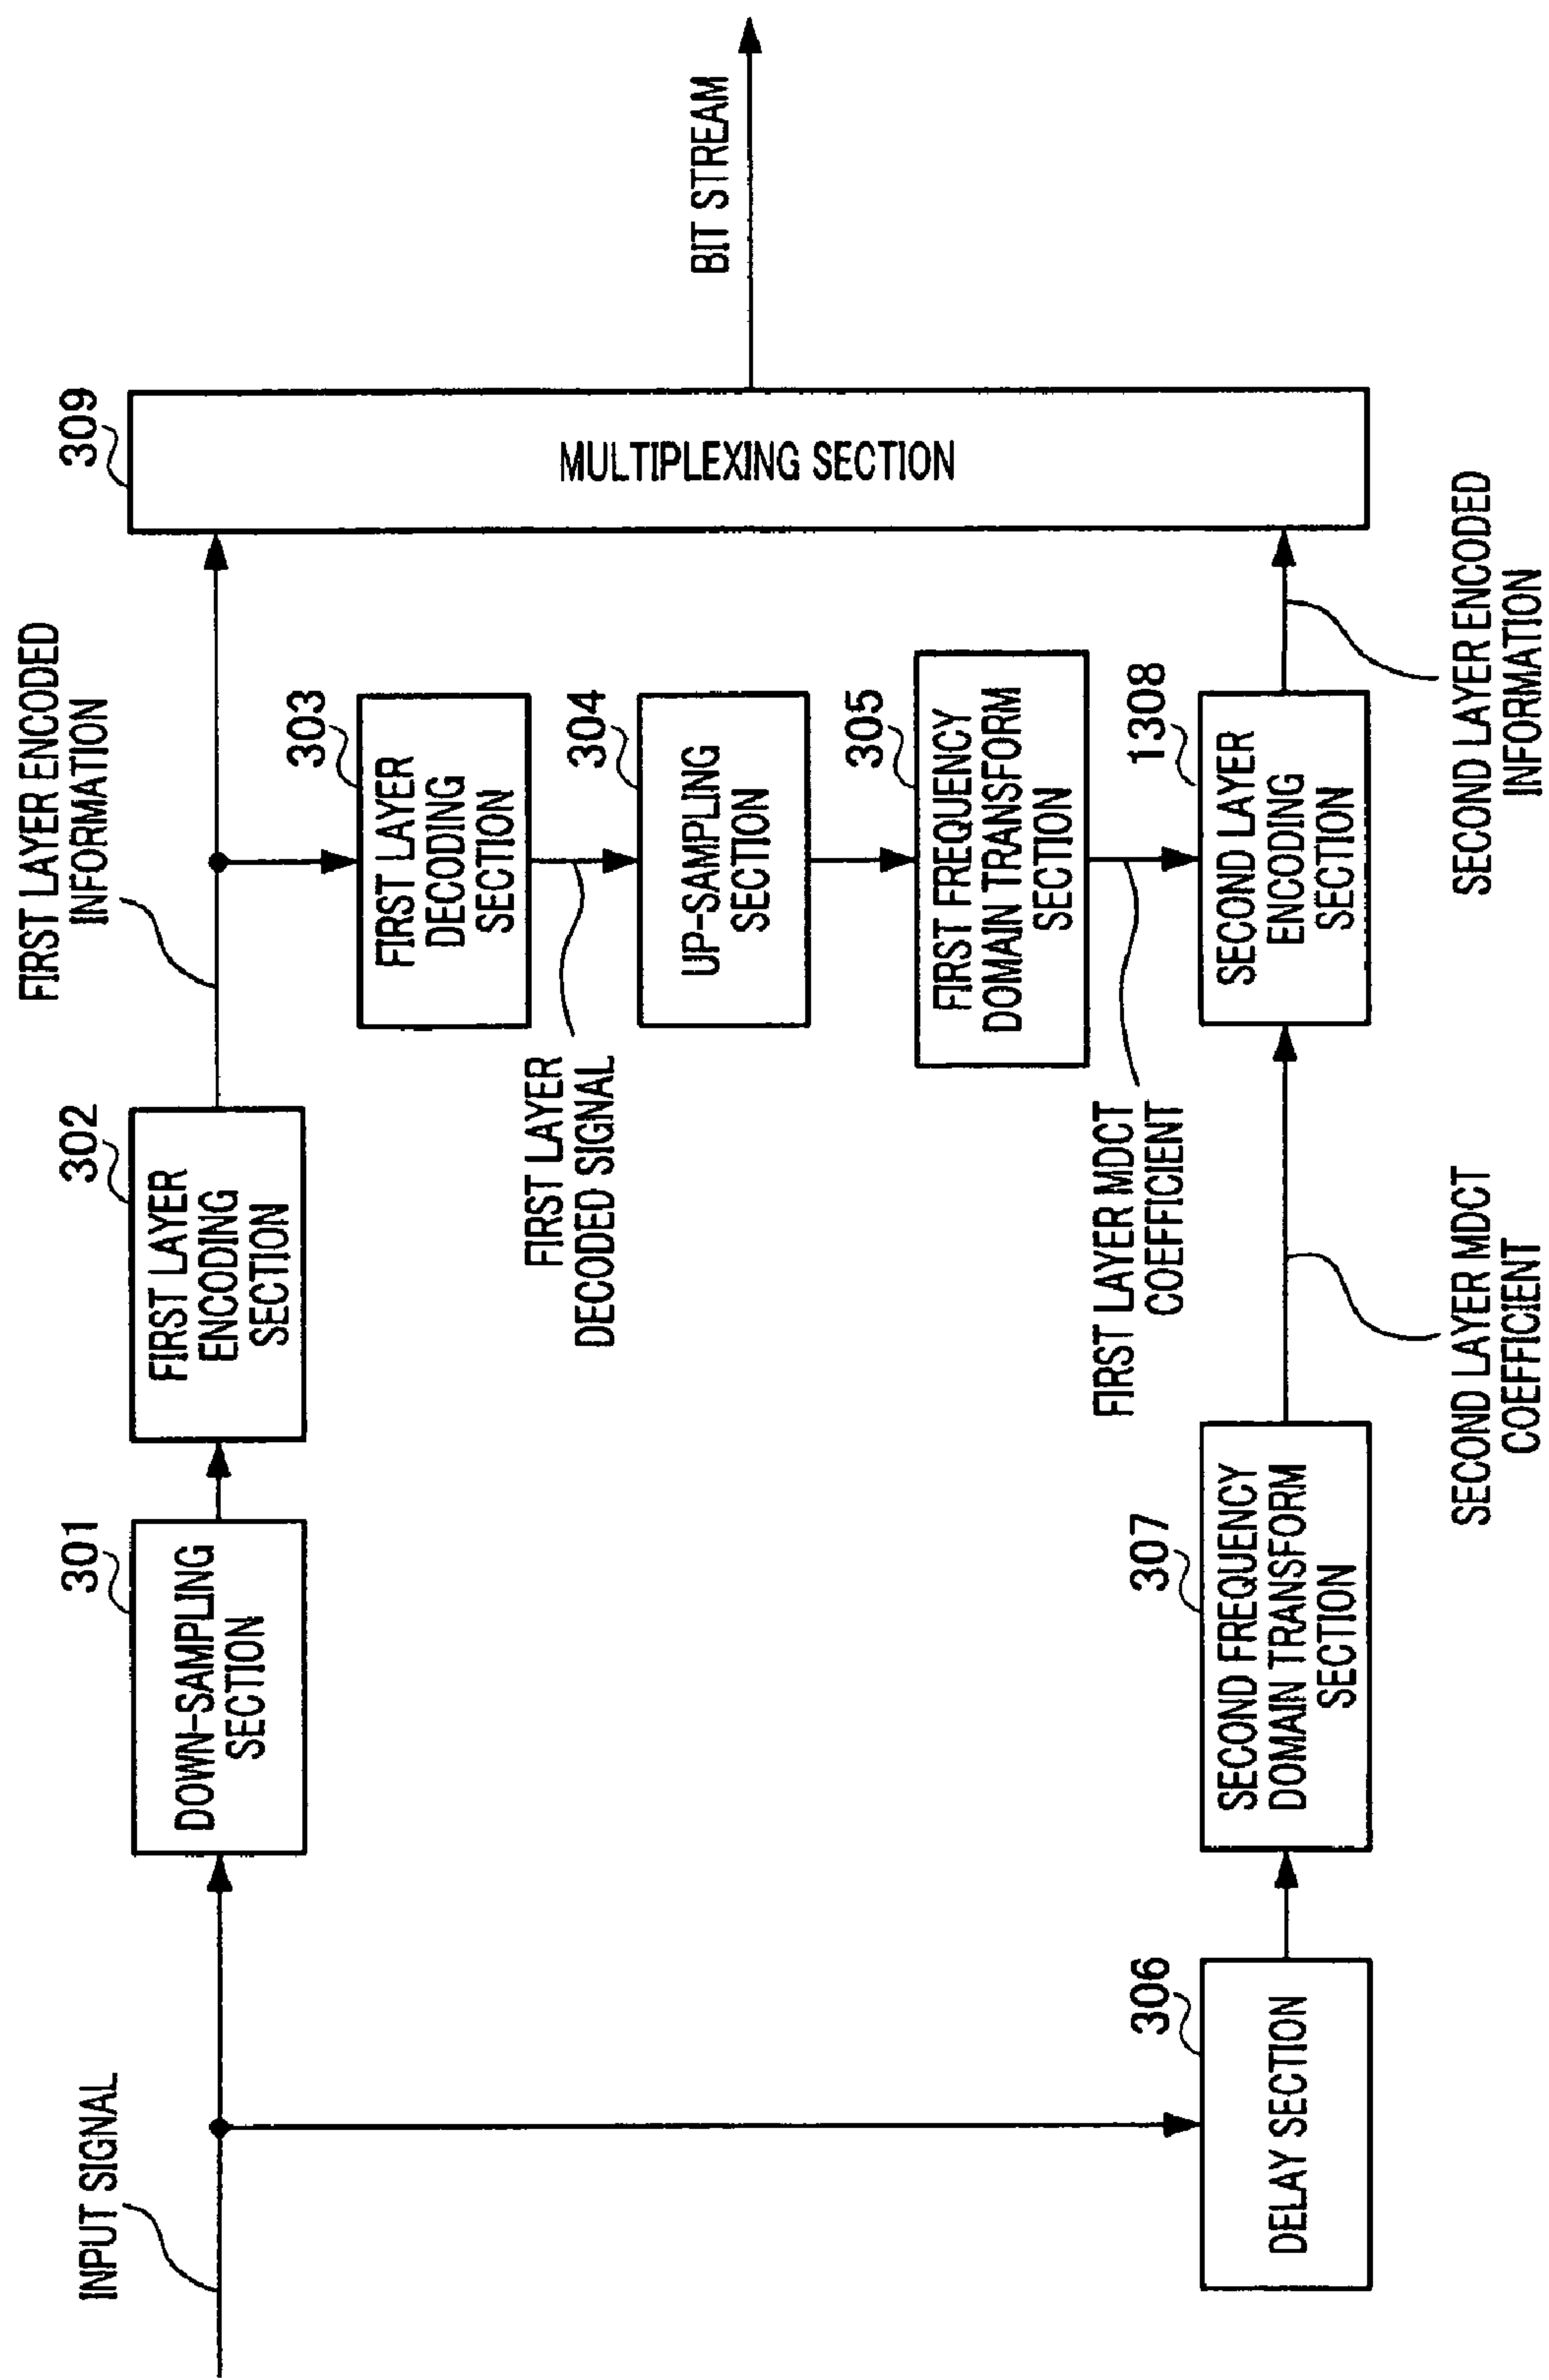 INPUT SIGNAL
301
DOWN-SAMPLING
SECTION
302
FIRST LAYER
ENCODING
SECTION
FIRST LAYER ENCODED
INFORMATION
309
MULTIPLEXING SECTION
BIT STREAM
303
FIRST LAYER
DECODING
SECTION
FIRST LAYER
DECODED SIGNAL
304
UP-SAMPLING
SECTION
305
FIRST FREQUENCY
DOMAIN TRANSFORM
SECTION
FIRST LAYER MDCT
COEFFICIENT
306
DELAY SECTION
307
SECOND FREQUENCY
DOMAIN TRANSFORM
SECTION
SECOND LAYER MDCT
COEFFICIENT
1308
SECOND LAYER
ENCODING
SECTION
SECOND LAYER ENCODED
INFORMATION